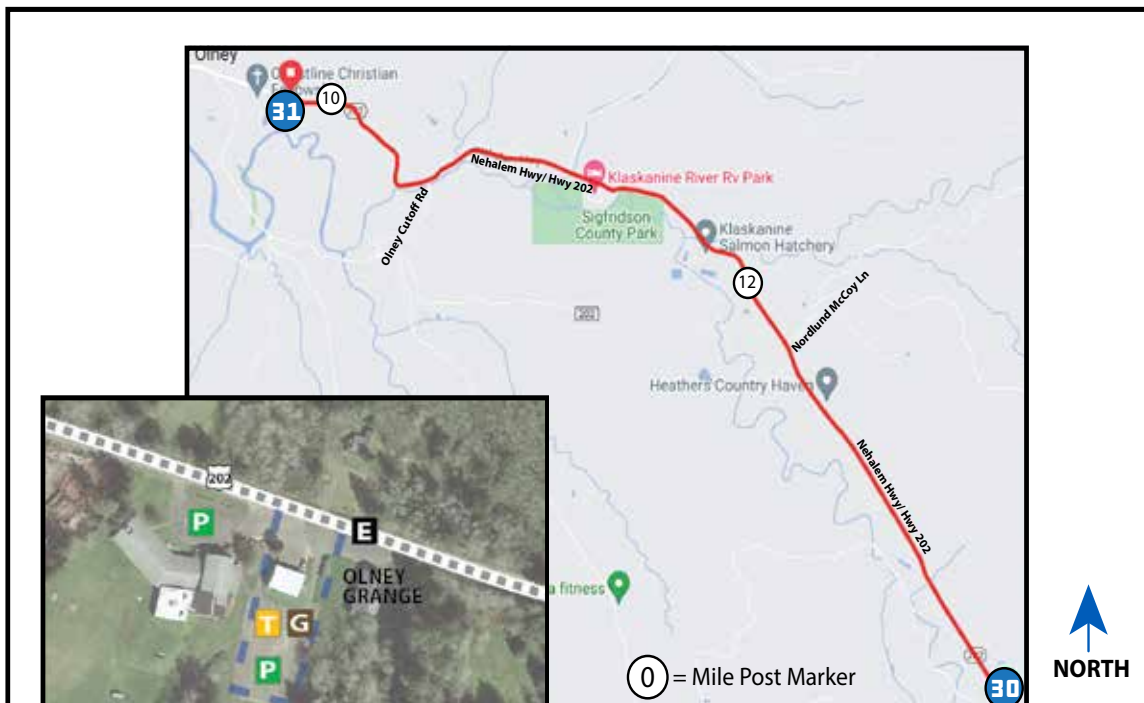 Olney
31
10
Christian
Olney Cutoff Rd
Nehalem Hwy/ Hwy 202
Klaskanine River Rv Park
Sigfridson
County Park
Klaskanine
Salmon Hatchery
12
Nordlund McCoy Ln
202
Heathers Country Haven
Nehalem Hwy/ Hwy 202
202
P
E
OLNEY
GRANGE
T G
P
a fitness
0 = Mile Post Marker
30
NORTH